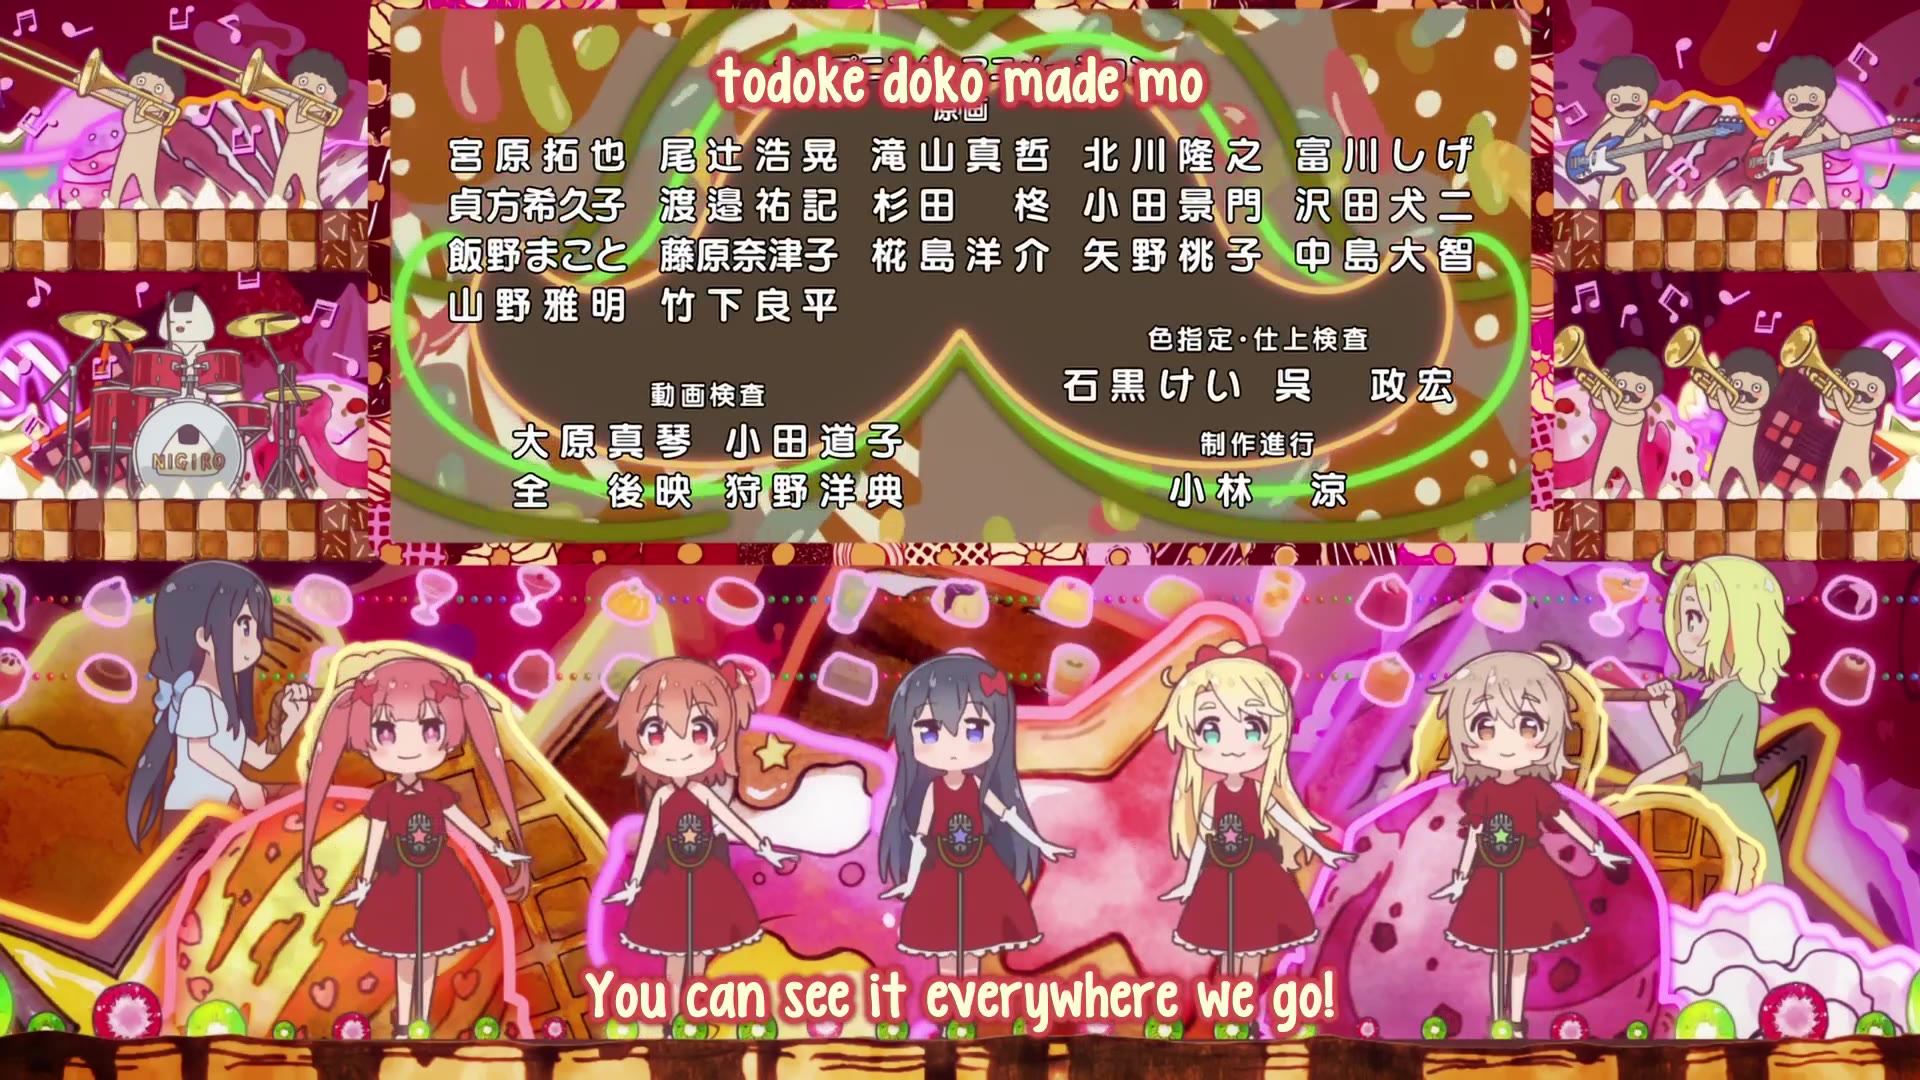 todoke doko made mo
原画
宮原拓也 尾辻浩晃 滝山真哲 北川隆之 富川しげ
貞方希久子 渡邉祐記 杉田 柊 小田景門 沢田犬二
飯野まこと 藤原奈津子 椛島洋介 矢野桃子 中島大智
山野雅明 竹下良平
動画検査
大原真琴 小田道子
全 後映 狩野洋典
色指定・仕上検査
石黒けい 呉 政宏
制作進行
小林 涼
NIGIRO
You can see it everywhere we go!